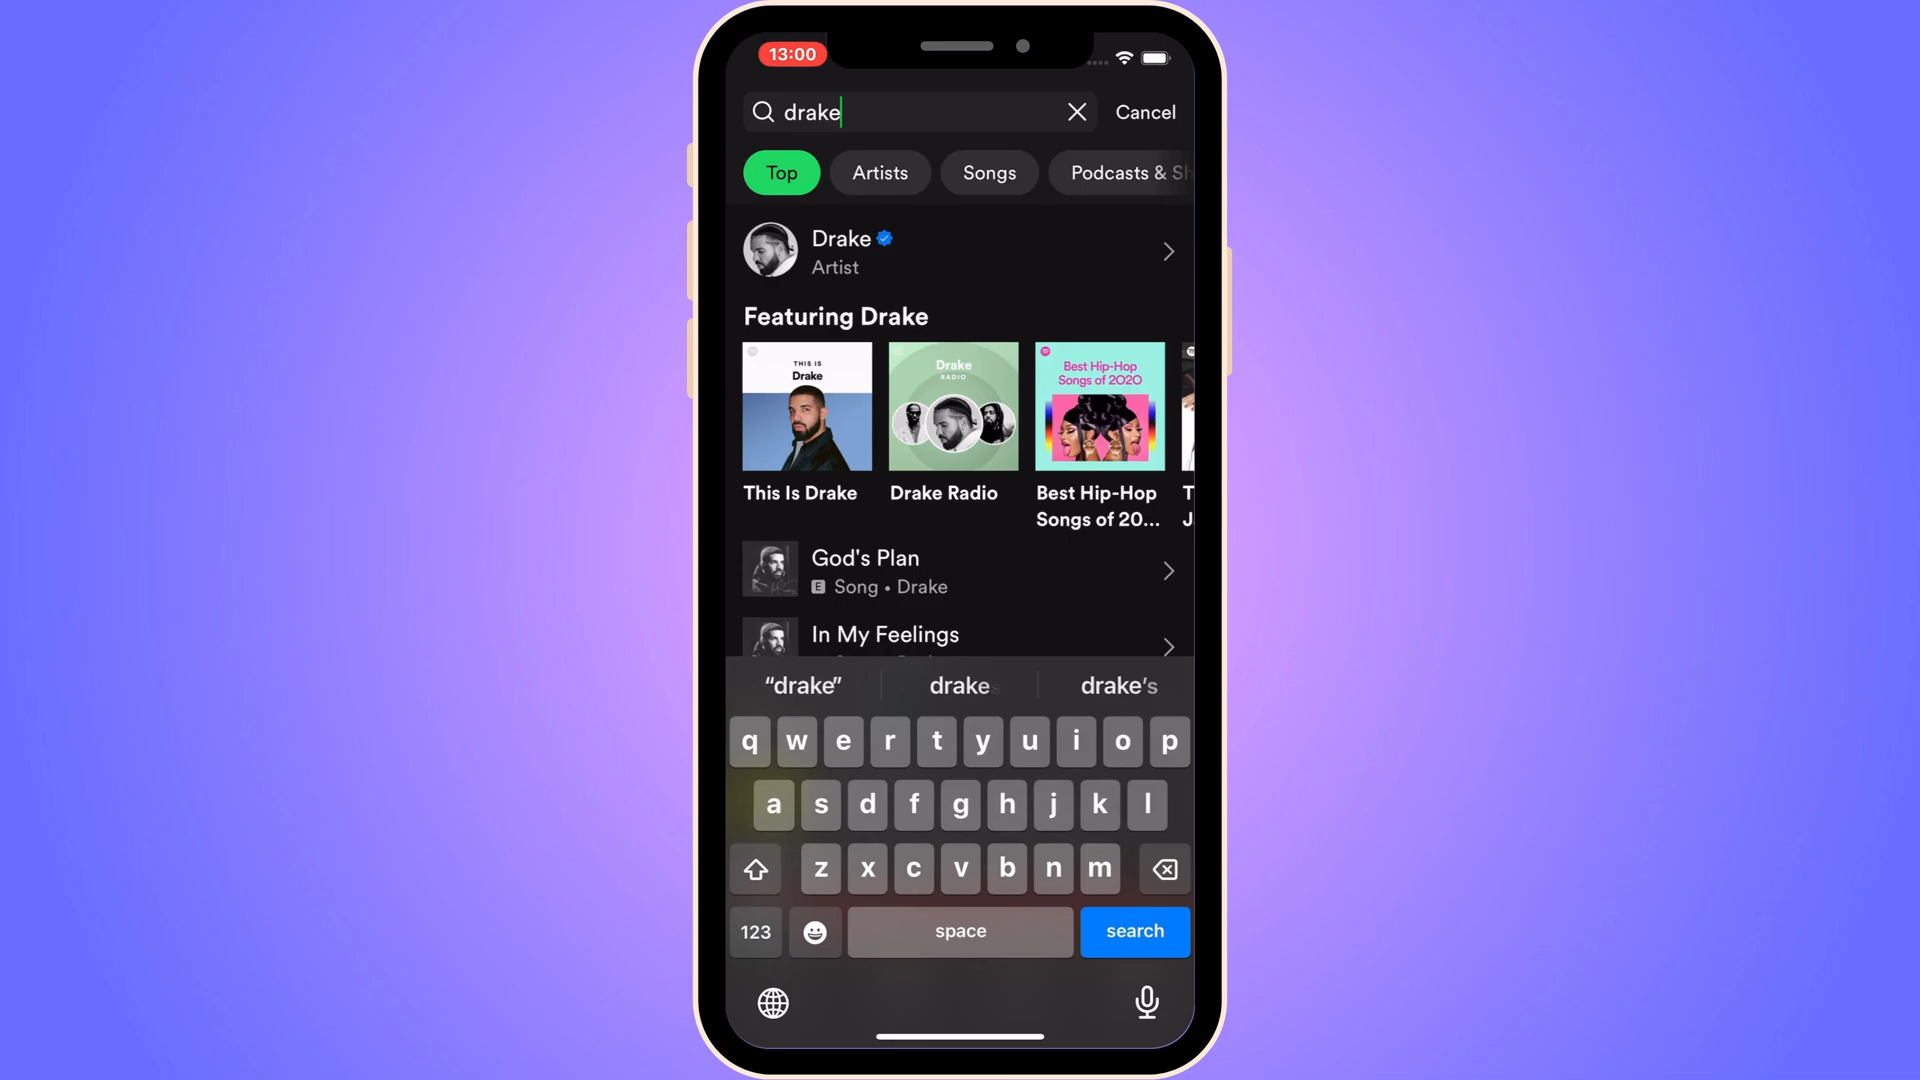 13:00
drake
Cancel
Top
Artists
Songs
Podcasts & Sh
Drake
Artist
Featuring Drake
THIS IS
Drake
Drake
RADIO
Best Hip-Hop
Songs of 2020
This Is Drake
Drake Radio
Best Hip-Hop
Songs of 20...
T
J
God's Plan
E Song • Drake
In My Feelings
“drake”
drake
drake's
q w e r t y u i o p
a s d f g h j k l
z x c v b n m
123
space
search